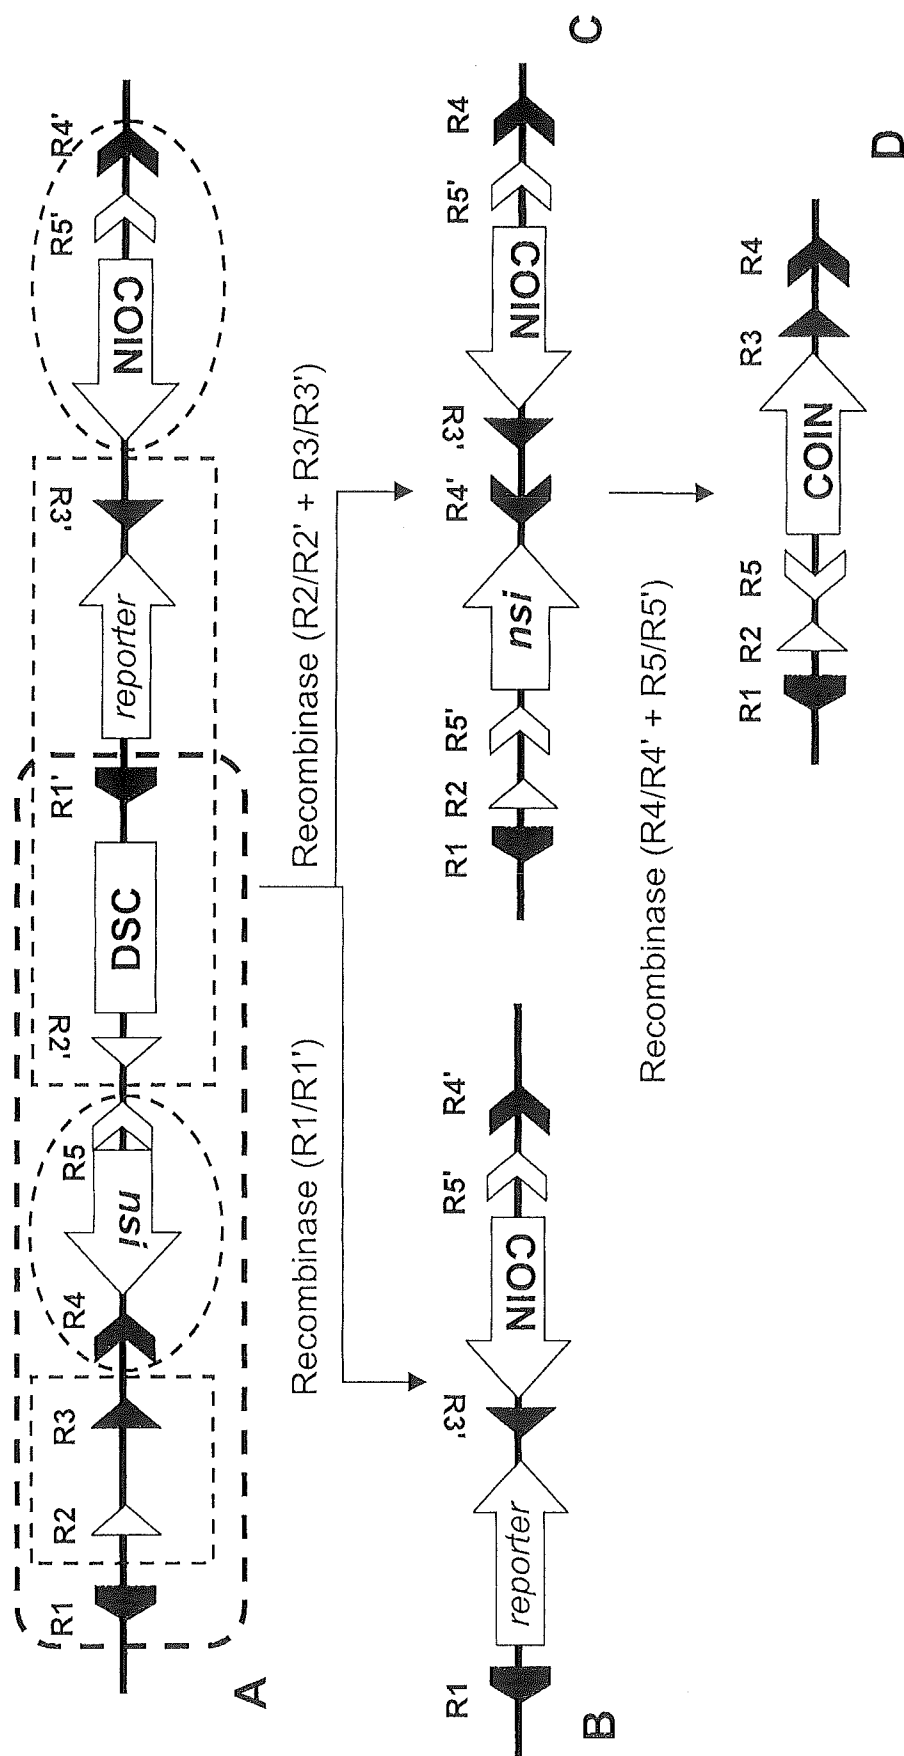 R1 R2 R3 R4 R5 R2' R1' R3' R5' R4'
nsi DSC reporter COIN
A
Recombinase (R1/R1')
Recombinase (R2/R2' + R3/R3')
R1 R3' R5' R4'
reporter COIN
B
R1 R2 R5' R4' R3' R5' R4
nsi COIN
C
Recombinase (R4/R4' + R5/R5')
R1 R2 R5 R3 R4
COIN
D